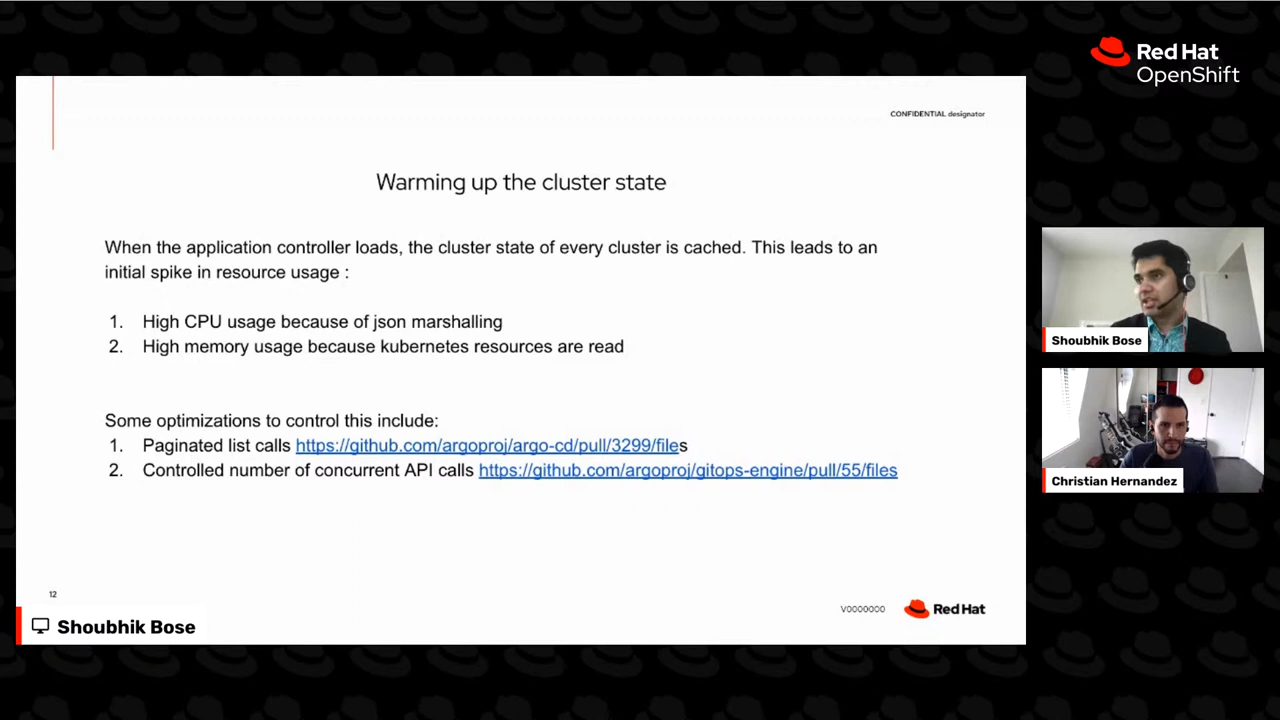 Red Hat
OpenShift
CONFIDENTIAL designator
Warming up the cluster state
When the application controller loads, the cluster state of every cluster is cached. This leads to an
initial spike in resource usage :
1. High CPU usage because of json marshalling
2. High memory usage because kubernetes resources are read
Some optimizations to control this include:
1. Paginated list calls https://github.com/argoproj/argo-cd/pull/3299/files
2. Controlled number of concurrent API calls https://github.com/argoproj/gitops-engine/pull/55/files
12
V0000000
Red Hat
Shoubhik Bose
Shoubhik Bose
Christian Hernandez